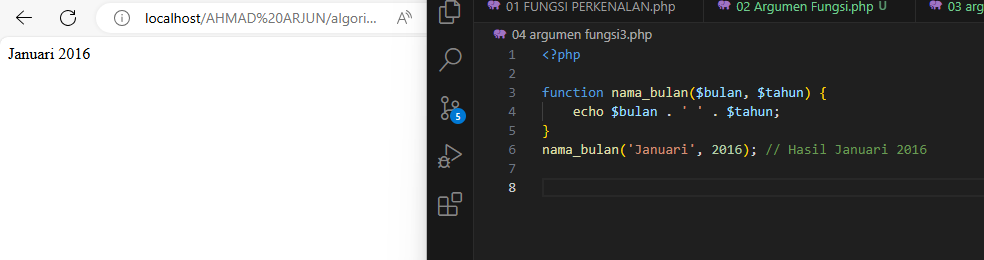 localhost/AHMAD%20ARJUN/algori...
Januari 2016
01 FUNGSI PERKENALAN.php
02 Argumen Fungsi.php U
03 arg
04 argumen fungsi3.php
5
1 <?php
2
3 function nama_bulan($bulan, $tahun) {
4 echo $bulan . ' ' . $tahun;
5 }
6 nama_bulan('Januari', 2016); // Hasil Januari 2016
7
8